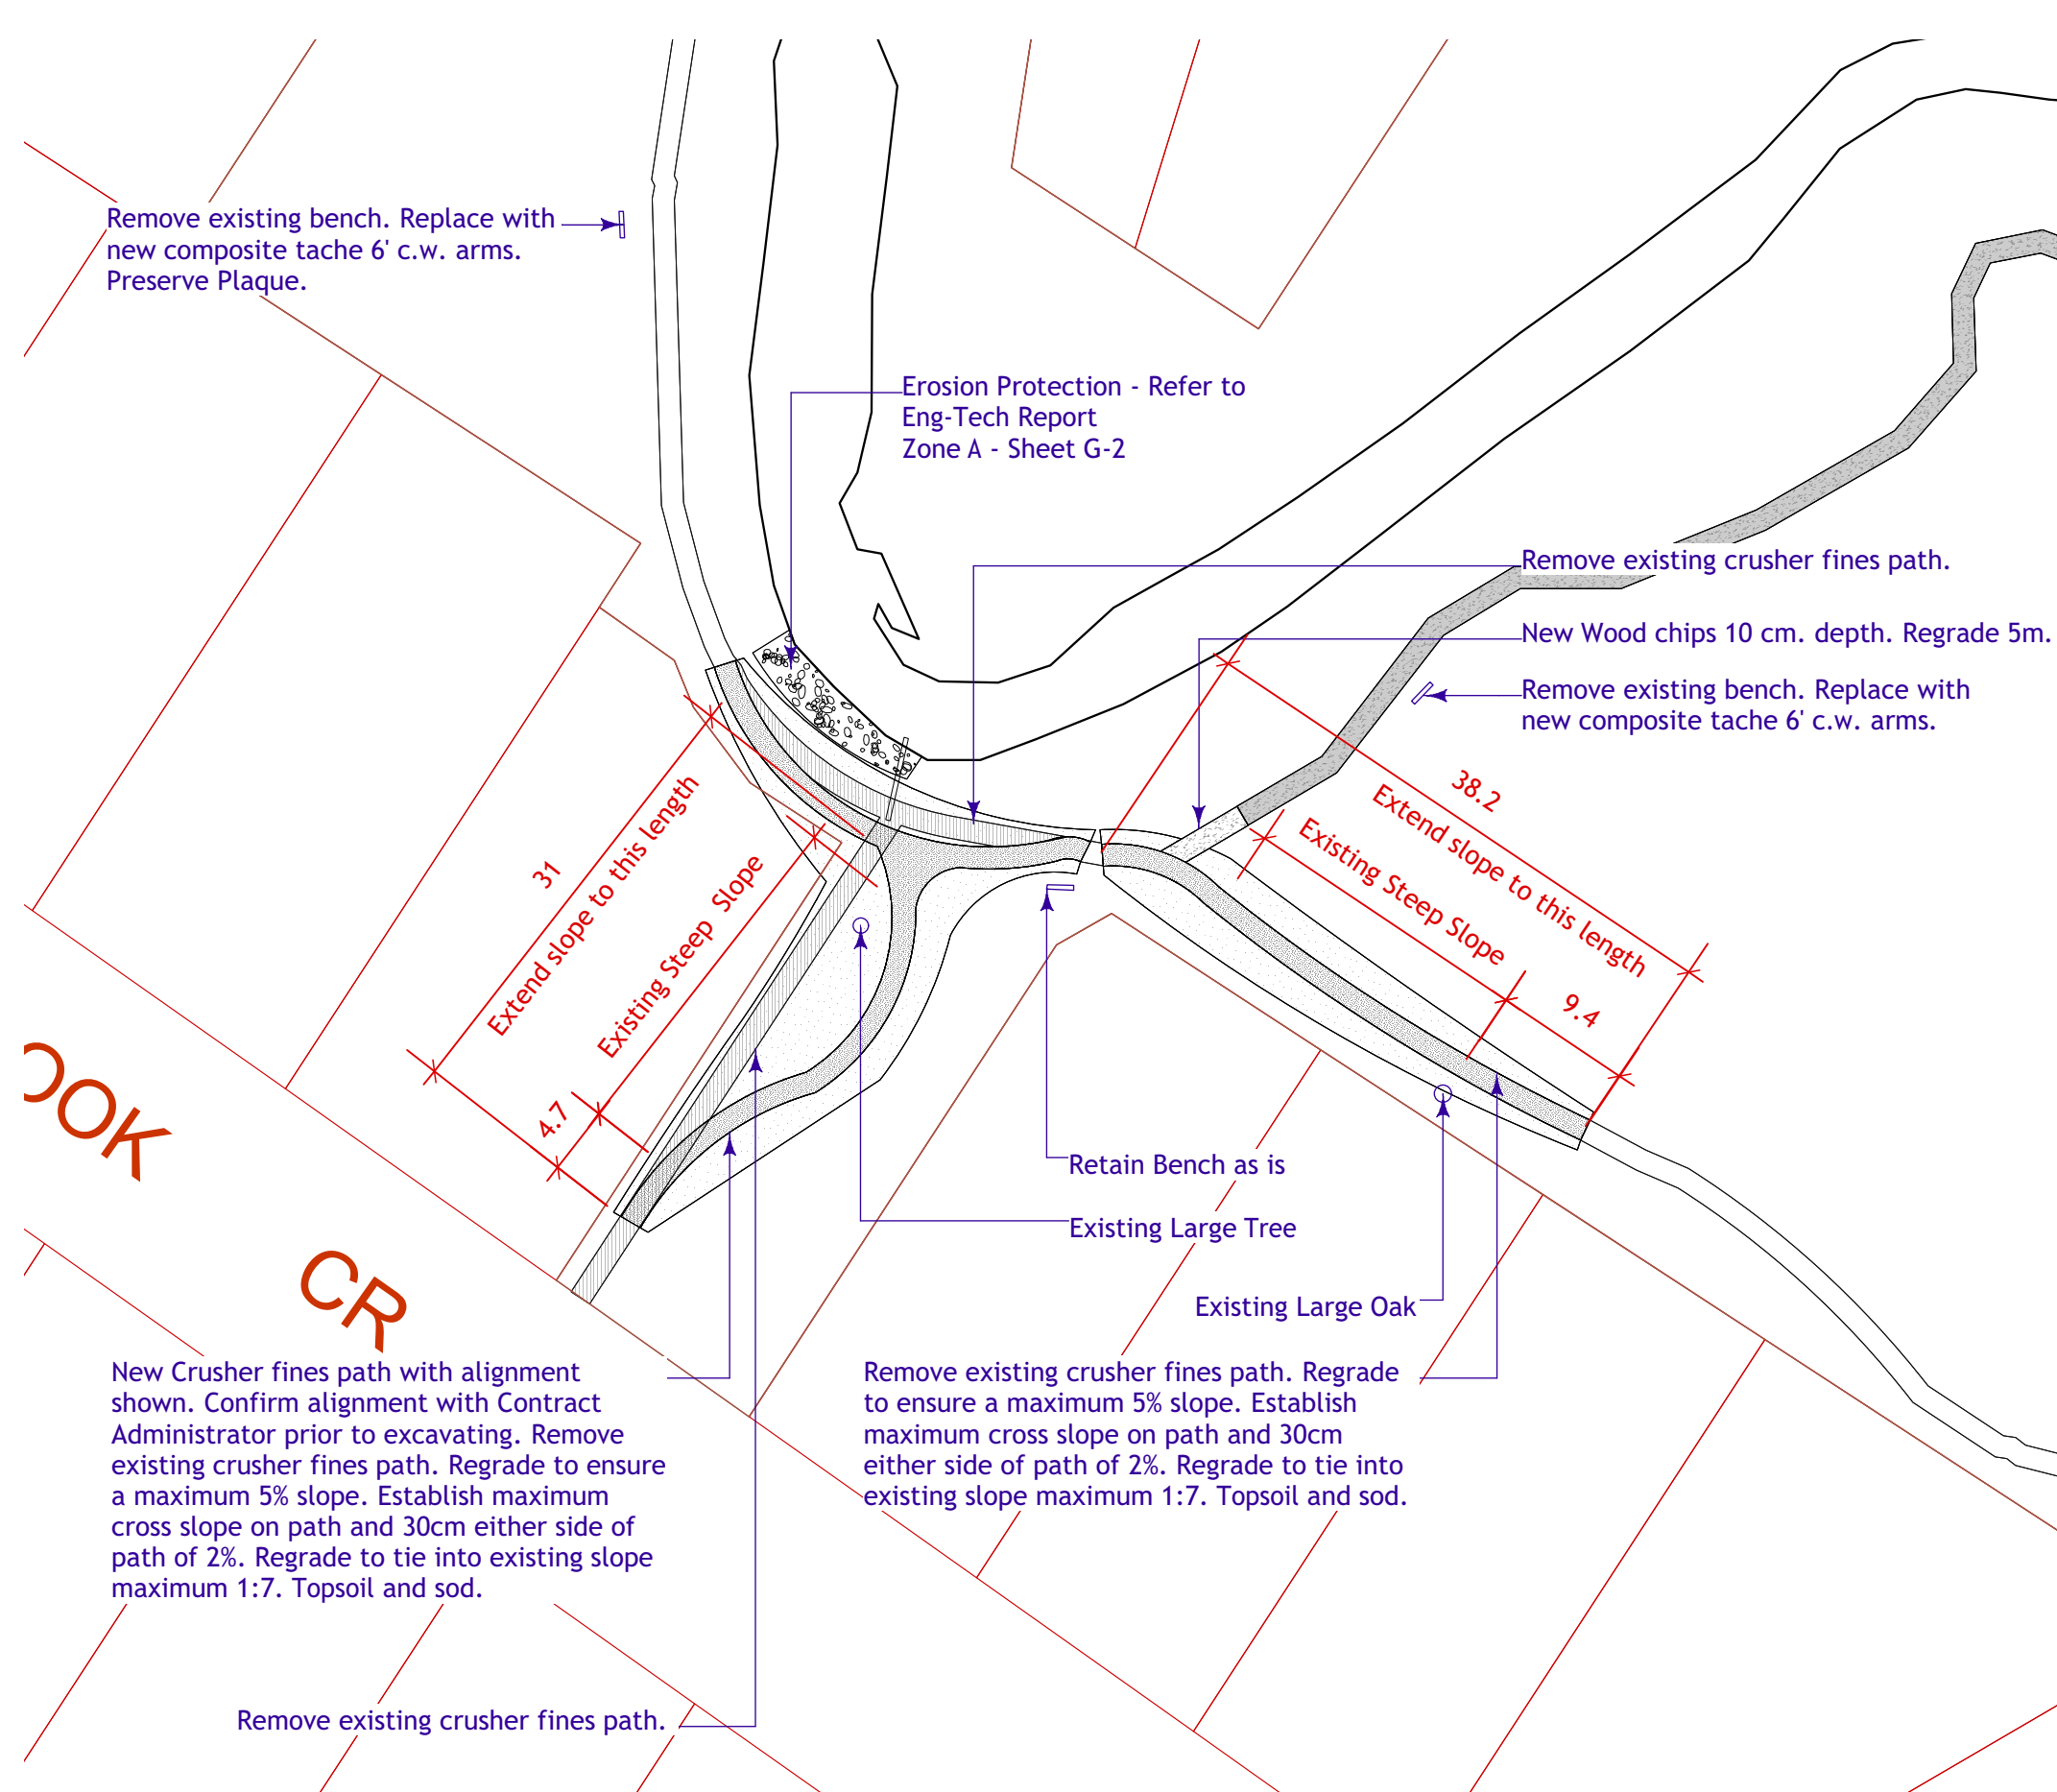 Remove existing bench. Replace with
new composite tache 6' c.w. arms.
Preserve Plaque.
Erosion Protection - Refer to
Eng-Tech Report
Zone A - Sheet G-2
Remove existing crusher fines path.
New Wood chips 10 cm. depth. Regrade 5m.
Remove existing bench. Replace with
new composite tache 6' c.w. arms.
38.2
Extend slope to this length
Existing Steep Slope
9.4
31
Extend slope to this length
Existing Steep Slope
4.7
OOK
CR
Retain Bench as is
Existing Large Tree
Existing Large Oak
New Crusher fines path with alignment
shown. Confirm alignment with Contract
Administrator prior to excavating. Remove
existing crusher fines path. Regrade to ensure
a maximum 5% slope. Establish maximum
cross slope on path and 30cm either side of
path of 2%. Regrade to tie into existing slope
maximum 1:7. Topsoil and sod.
Remove existing crusher fines path. Regrade
to ensure a maximum 5% slope. Establish
maximum cross slope on path and 30cm
either side of path of 2%. Regrade to tie into
existing slope maximum 1:7. Topsoil and sod.
Remove existing crusher fines path.